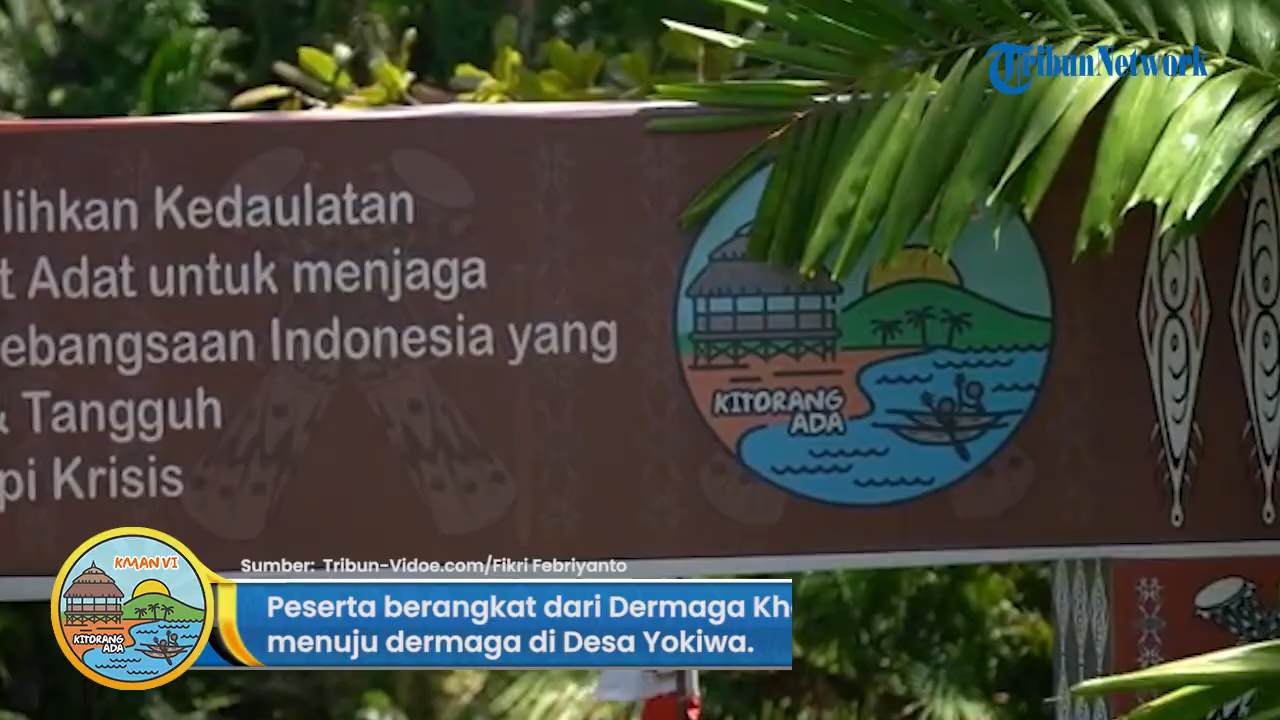 TribunNetwork
lihkan Kedaulatan
t Adat untuk menjaga
ebangsaan Indonesia yang
& Tangguh
pi Krisis
KITORANG
ADA
Sumber: Tribun-Vidoe.com/Fikri Febriyanto
KMAN VI
KITORANG
ADA
Peserta berangkat dari Dermaga Kh
menuju dermaga di Desa Yokiwa.